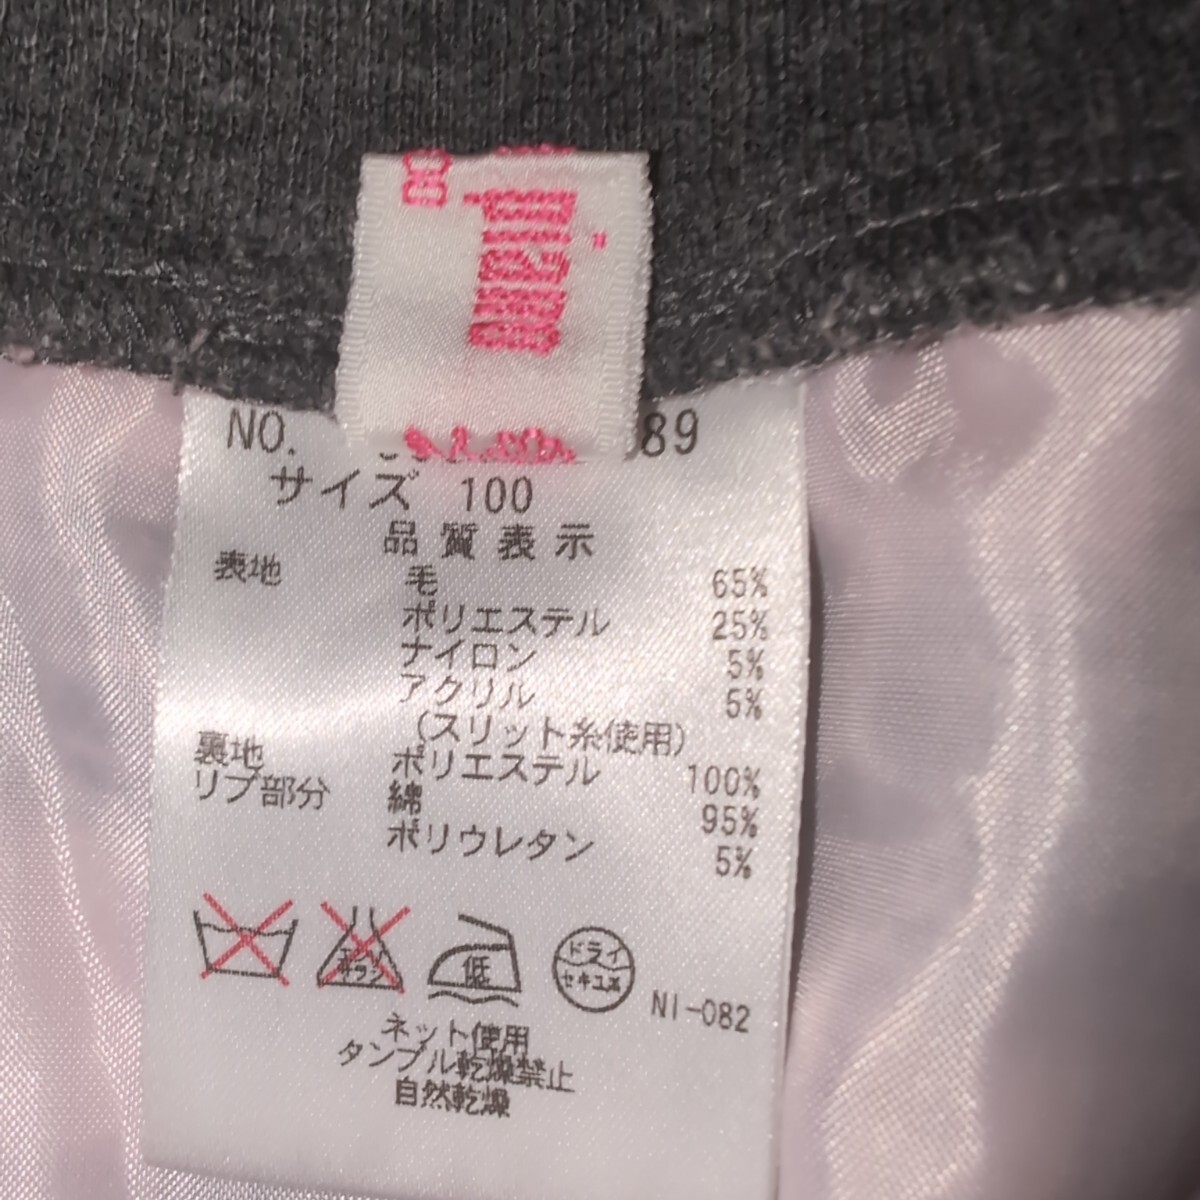 NO. 89
サイズ 100
品質表示
表地 毛 65%
ポリエステル 25%
ナイロン 5%
アクリル 5%
(スリット糸使用)
裏地 ポリエステル 100%
リブ部分 綿 95%
ポリウレタン 5%
低
ドライ
セキユ系
NI-082
ネット使用
タンブル乾燥禁止
自然乾燥